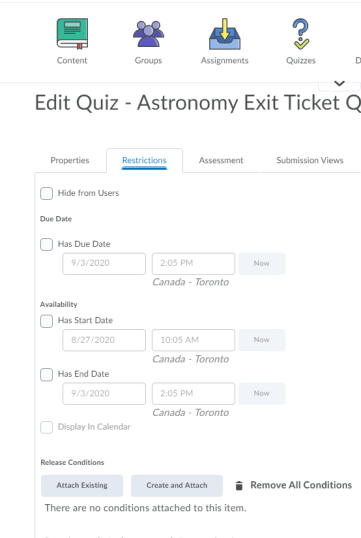 Content Groups Assignments Quizzes
Edit Quiz - Astronomy Exit Ticket Q
Properties Restrictions Assessment Submission Views
Hide from Users
Due Date
Has Due Date
9/3/2020 2:05 PM Now
Canada - Toronto
Availability
Has Start Date
8/27/2020 10:05 AM Now
Canada - Toronto
Has End Date
9/3/2020 2:05 PM Now
Canada - Toronto
Display In Calendar
Release Conditions
Attach Existing Create and Attach Remove All Conditions
There are no conditions attached to this item.